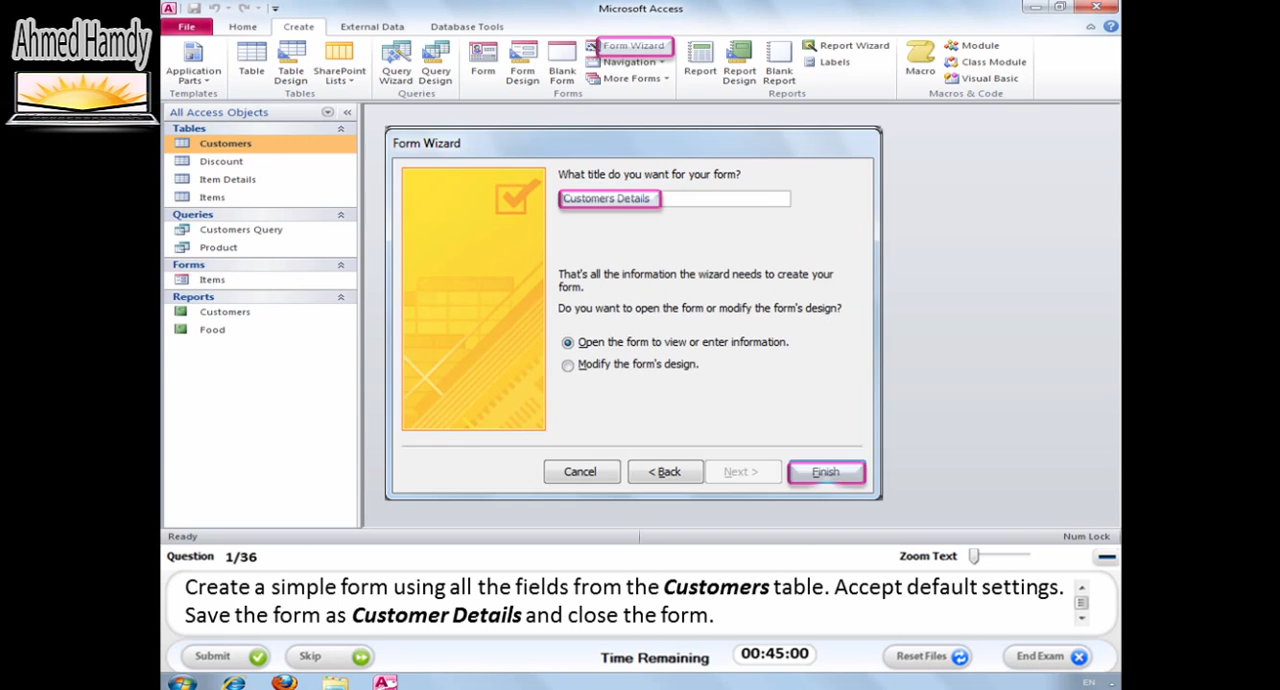 Ahmed Hamdy
Microsoft Access
File Home Create External Data Database Tools
Application Parts
Table
Table Design
SharePoint Lists
Query Wizard
Query Design
Form
Form Design
Blank Form
Form Wizard
Navigation
More Forms
Report
Report Design
Blank Report
Report Wizard
Labels
Macro
Module
Class Module
Visual Basic
Templates Tables Queries Forms Reports Macros & Code
All Access Objects
Tables
Customers
Discount
Item Details
Items
Queries
Customers Query
Product
Forms
Items
Reports
Customers
Food
Form Wizard
What title do you want for your form?
Customers Details
That's all the information the wizard needs to create your
form.
Do you want to open the form or modify the form's design?
Open the form to view or enter information.
Modify the form's design.
Cancel < Back Next > Finish
Ready Num Lock
Question 1/36 Zoom Text
Create a simple form using all the fields from the Customers table. Accept default settings.
Save the form as Customer Details and close the form.
Submit Skip Time Remaining 00:45:00 Reset Files End Exam
EN